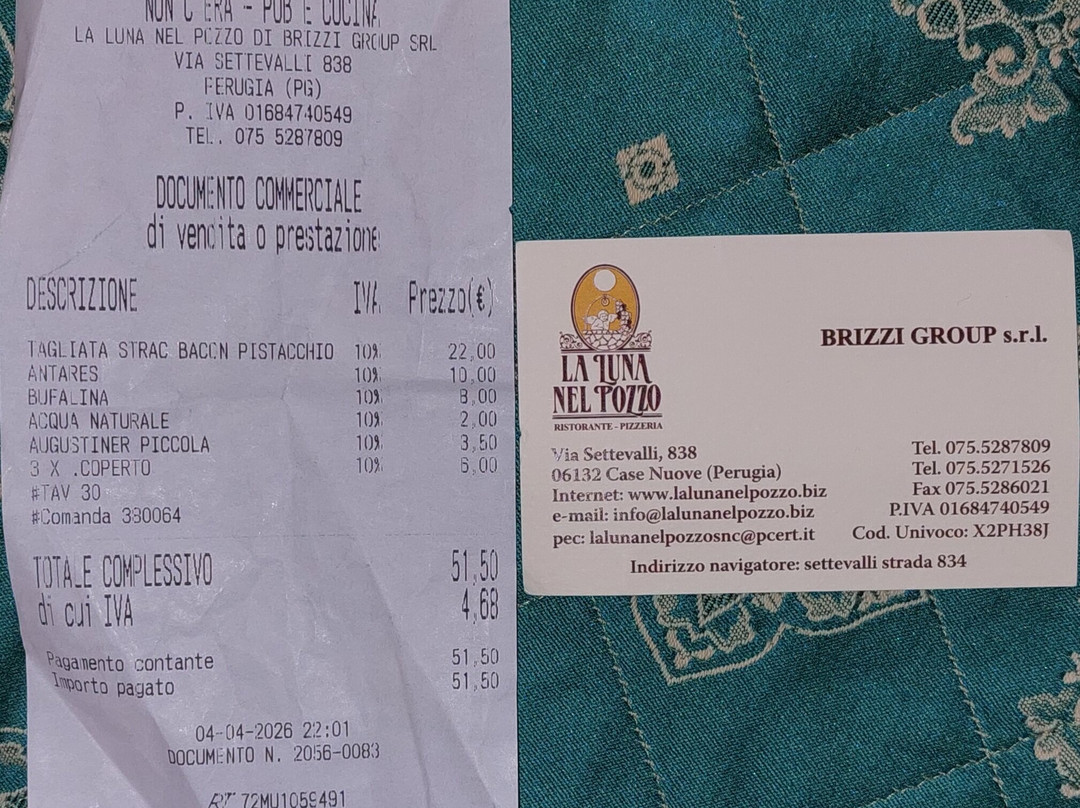 NON C'ERA - PUB E CUCINA
LA LUNA NEL POZZO DI BRIZZI GROUP SRL
VIA SETTEVALLI 838
PERUGIA (PG)
P. IVA 01684740549
TEL. 075 5287809
DOCUMENTO COMMERCIALE
di vendita o prestazione
DESCRIZIONE IVA Prezzo(€)
TAGLIATA STRAC BACON PISTACCHIO 10% 22,00
ANTARES 10% 10,00
BUFALINA 10% 8,00
ACQUA NATURALE 10% 2,00
AUGUSTINER PICCOLA 10% 3,50
3 X .COPERTO 10% 6,00
#TAV 30
#Comanda 330064
TOTALE COMPLESSIVO 51,50
di cui IVA 4,68
Pagamento contante 51,50
Importo pagato 51,50
04-04-2026 22:01
DOCUMENTO N. 2056-0083
RT 72MU1059491
LA LUNA
NEL POZZO
RISTORANTE - PIZZERIA
BRIZZI GROUP s.r.l.
Via Settevalli, 838
06132 Case Nuove (Perugia)
Internet: www.lalunanelpozzo.biz
e-mail: info@lalunanelpozzo.biz
pec: lalunanelpozzosnc@pcert.it
Tel. 075.5287809
Tel. 075.5271526
Fax 075.5286021
P.IVA 01684740549
Cod. Univoco: X2PH38J
Indirizzo navigatore: settevalli strada 834